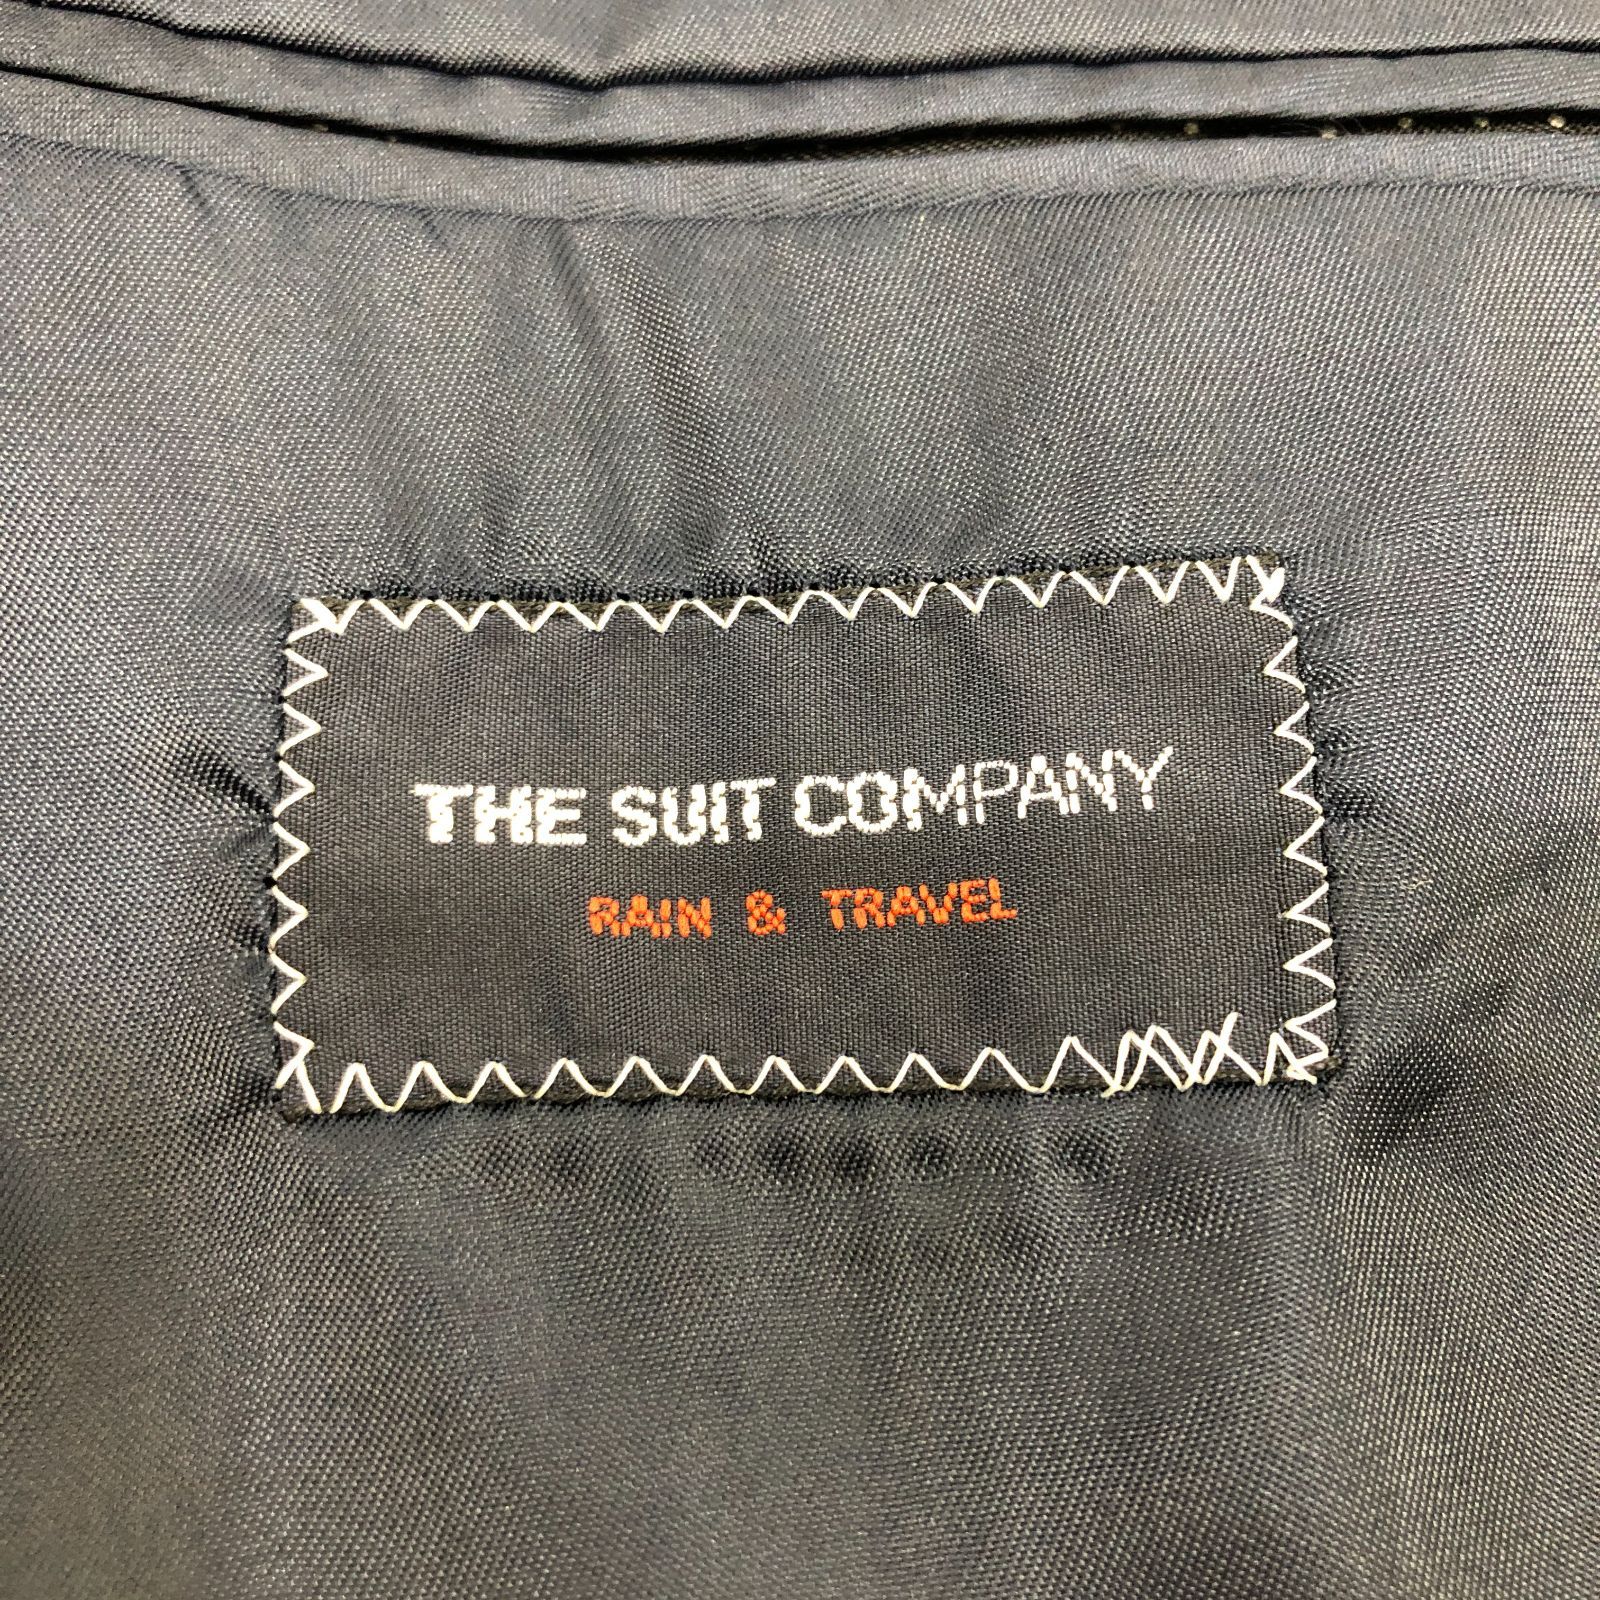 THE SUIT COMPANY
RAIN & TRAVEL